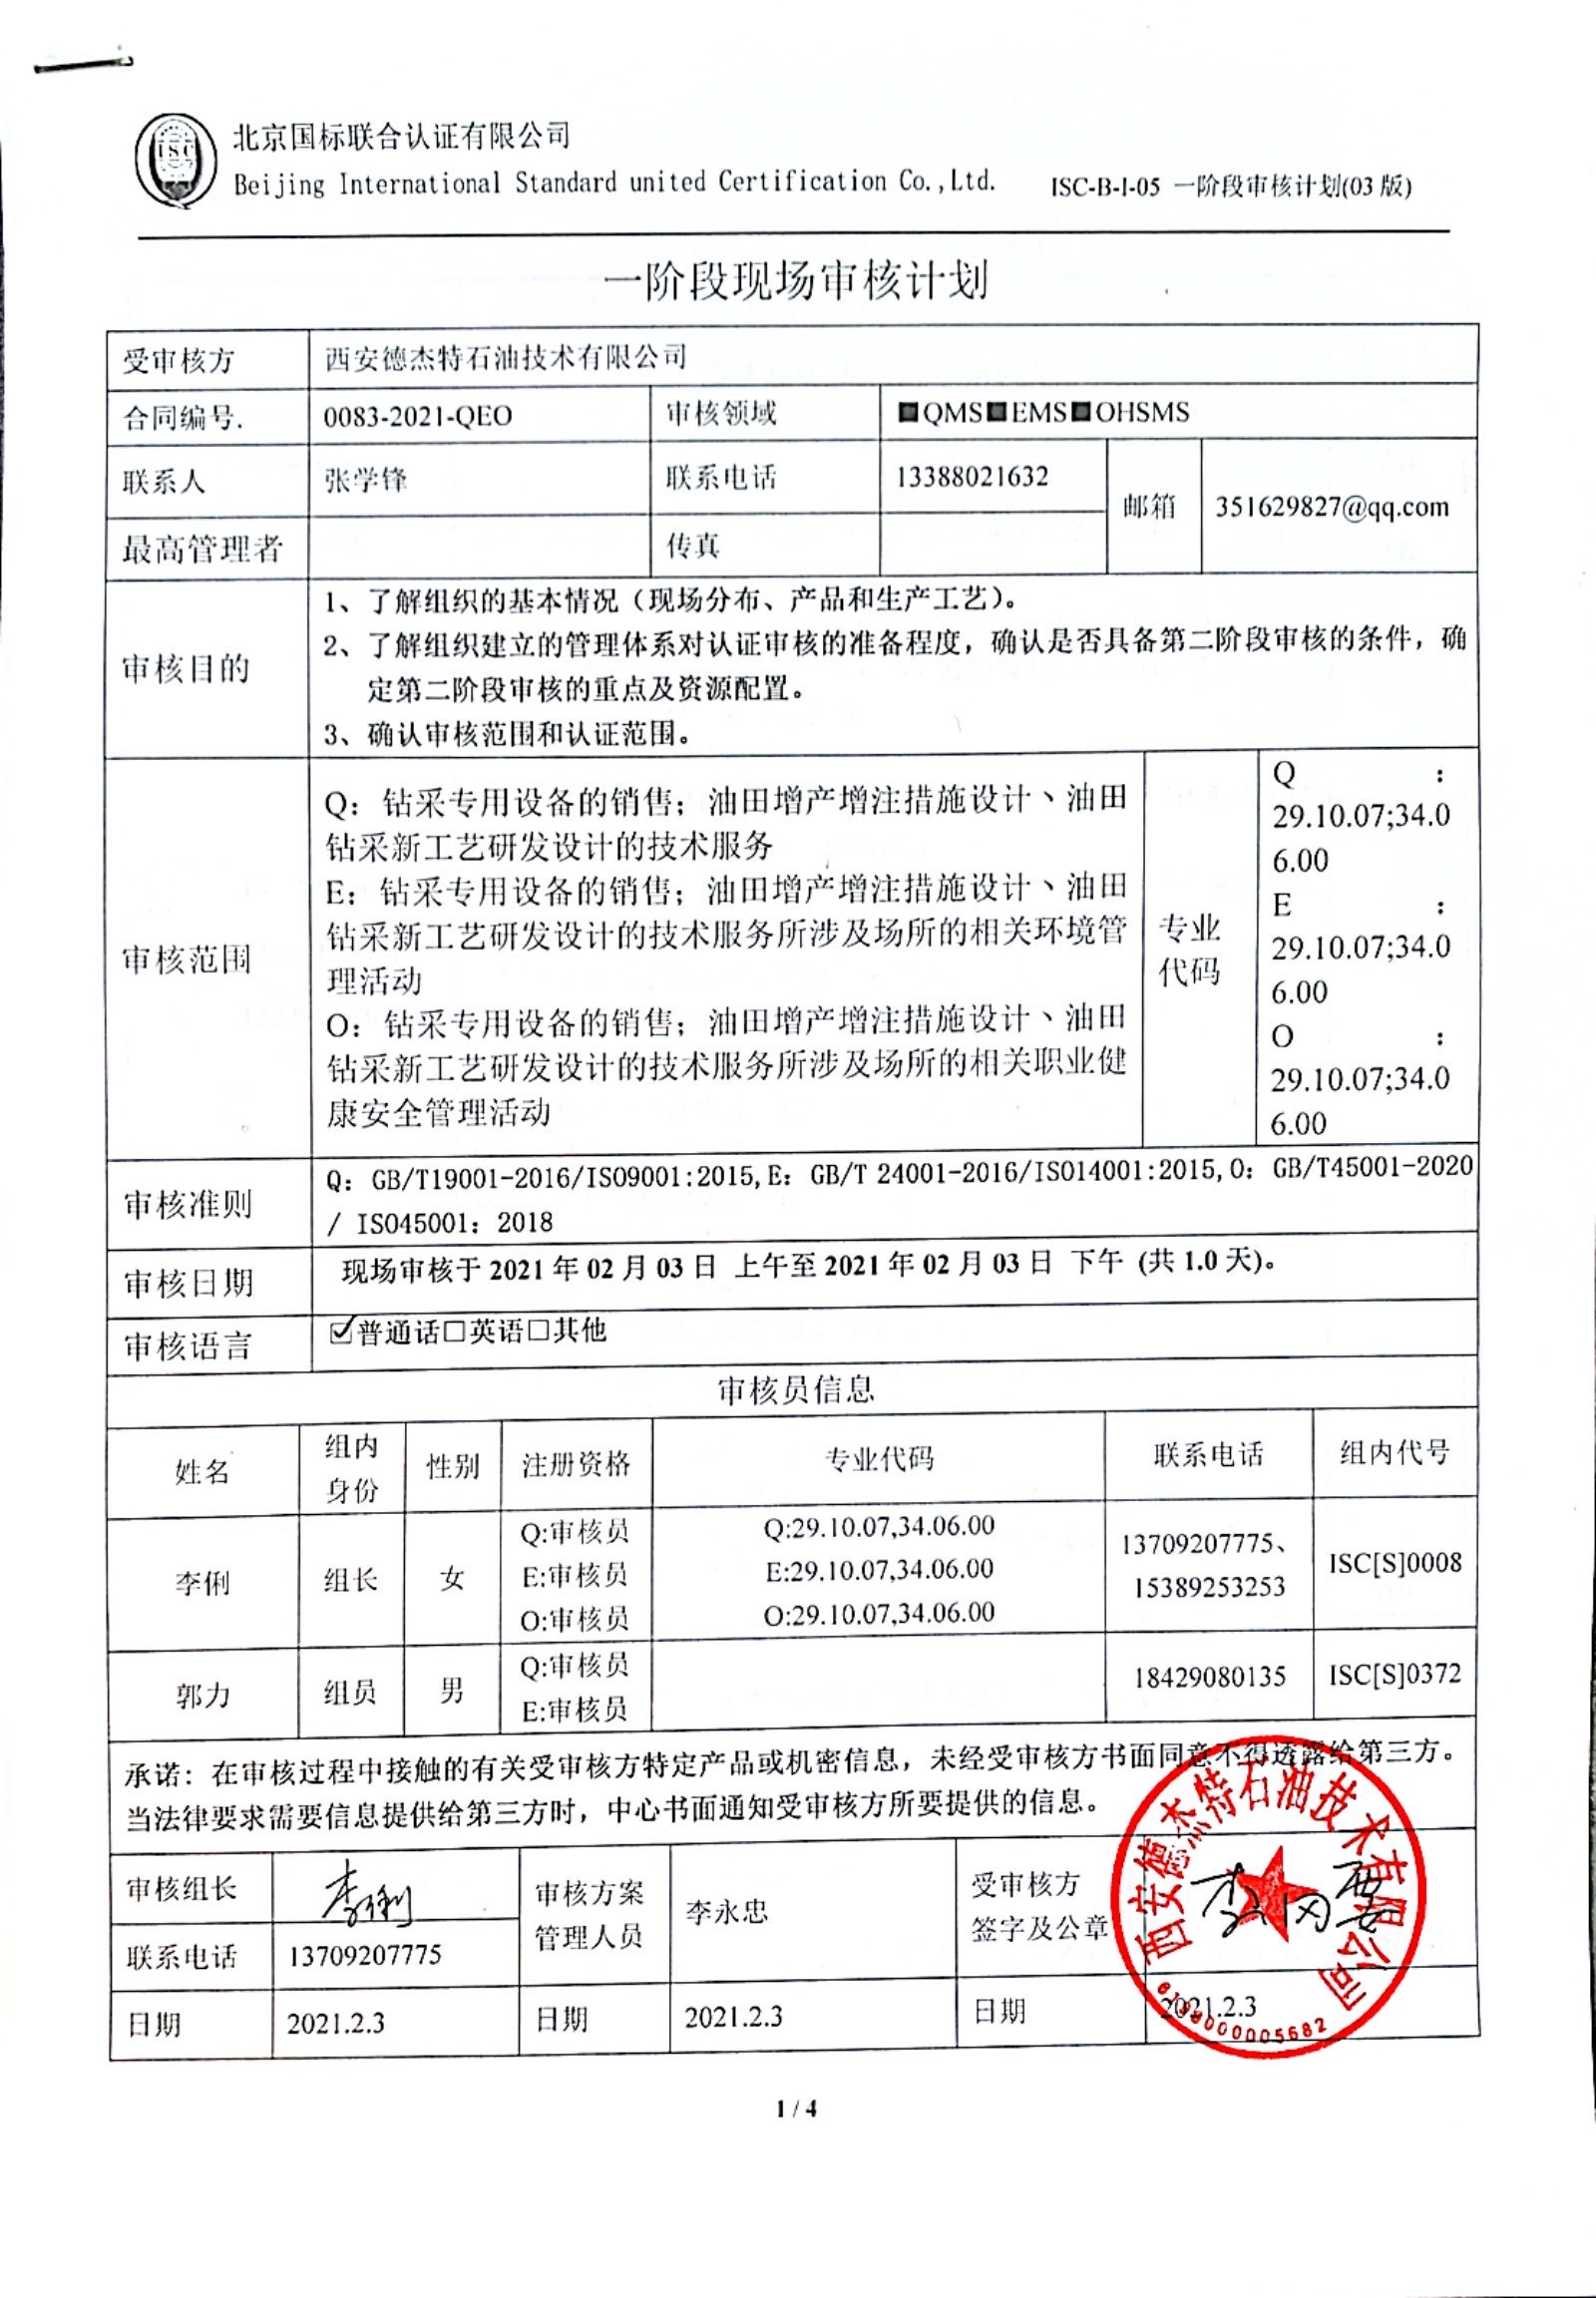 北京国标联合认证有限公司
Beijing International Standard united Certification Co.,Ltd. ISC-B-I-05 一阶段审核计划(03 版)
一阶段现场审核计划
受审核方 西安德杰特石油技术有限公司
合同编号. 0083-2021-QEO 审核领域 ■QMS■EMS■OHSMS
联系人 张学锋 联系电话 13388021632 邮箱 351629827@qq.com
最高管理者 传真
审核目的
1、了解组织的基本情况（现场分布、产品和生产工艺）。
2、了解组织建立的管理体系对认证审核的准备程度，确认是否具备第二阶段审核的条件，确
定第二阶段审核的重点及资源配置。
3、确认审核范围和认证范围。
审核范围
Q：钻采专用设备的销售；油田增产增注措施设计、油田
钻采新工艺研发设计的技术服务
E：钻采专用设备的销售；油田增产增注措施设计、油田
钻采新工艺研发设计的技术服务所涉及场所的相关环境管
理活动
O：钻采专用设备的销售；油田增产增注措施设计、油田
钻采新工艺研发设计的技术服务所涉及场所的相关职业健
康安全管理活动
专业
代码
Q ：
29.10.07;34.0
6.00
E ：
29.10.07;34.0
6.00
O ：
29.10.07;34.0
6.00
审核准则
Q：GB/T19001-2016/ISO9001:2015,E：GB/T 24001-2016/ISO14001:2015,O：GB/T45001-2020
/ ISO45001：2018
审核日期 现场审核于 2021 年 02 月 03 日 上午至 2021 年 02 月 03 日 下午 (共 1.0 天)。
审核语言 ☑普通话□英语□其他
审核员信息
姓名 组内 性别 注册资格 专业代码 联系电话 组内代号
身份
李俐 组长 女
Q:审核员 Q:29.10.07,34.06.00 13709207775、 ISC[S]0008
E:审核员 E:29.10.07,34.06.00 15389253253
O:审核员 O:29.10.07,34.06.00
郭力 组员 男
Q:审核员 18429080135 ISC[S]0372
E:审核员
承诺：在审核过程中接触的有关受审核方特定产品或机密信息，未经受审核方书面同意不得透露给第三方。
当法律要求需要信息提供给第三方时，中心书面通知受审核方所要提供的信息。
审核组长 李俐 审核方案 李永忠 受审核方
管理人员 签字及公章
联系电话 13709207775
日期 2021.2.3 日期 2021.2.3 日期 2021.2.3
西安德杰特石油技术有限公司
1 / 4